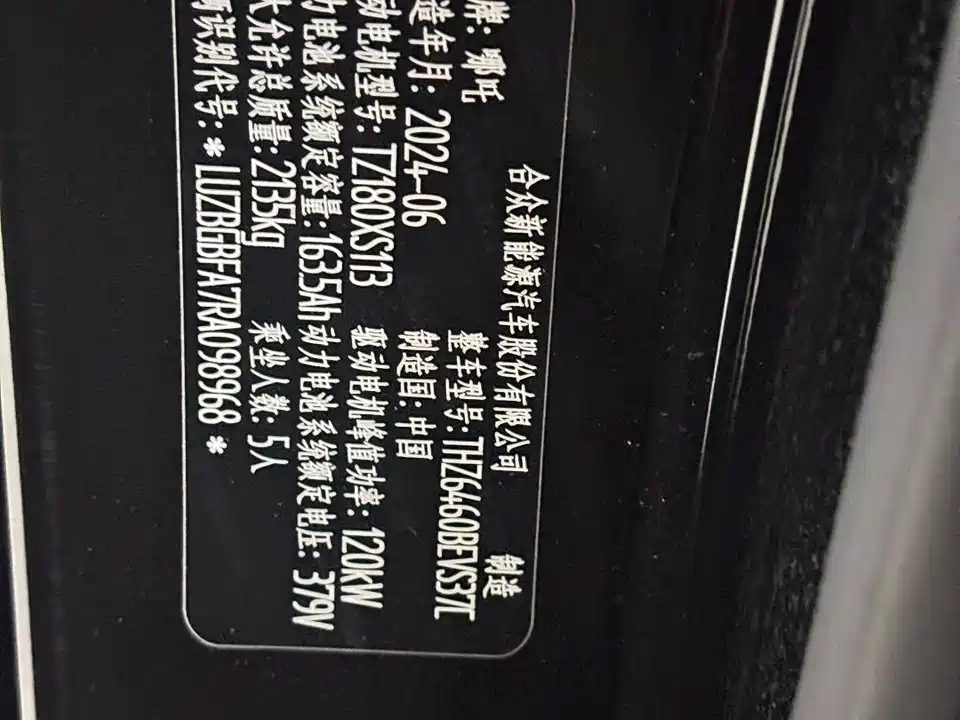 合众新能源汽车股份有限公司 制造
牌: 哪吒 整车型号: THZ6460BEVS37L
造年月: 2024-06 制造国: 中国
动电机型号: TZ180XS113 驱动电机峰值功率: 120kW
力电池系统额定容量: 163.5Ah 动力电池系统额定电压: 379V
大允许总质量: 2135kg 乘坐人数: 5人
识别代号: *LUZBGBFA7RA098968*